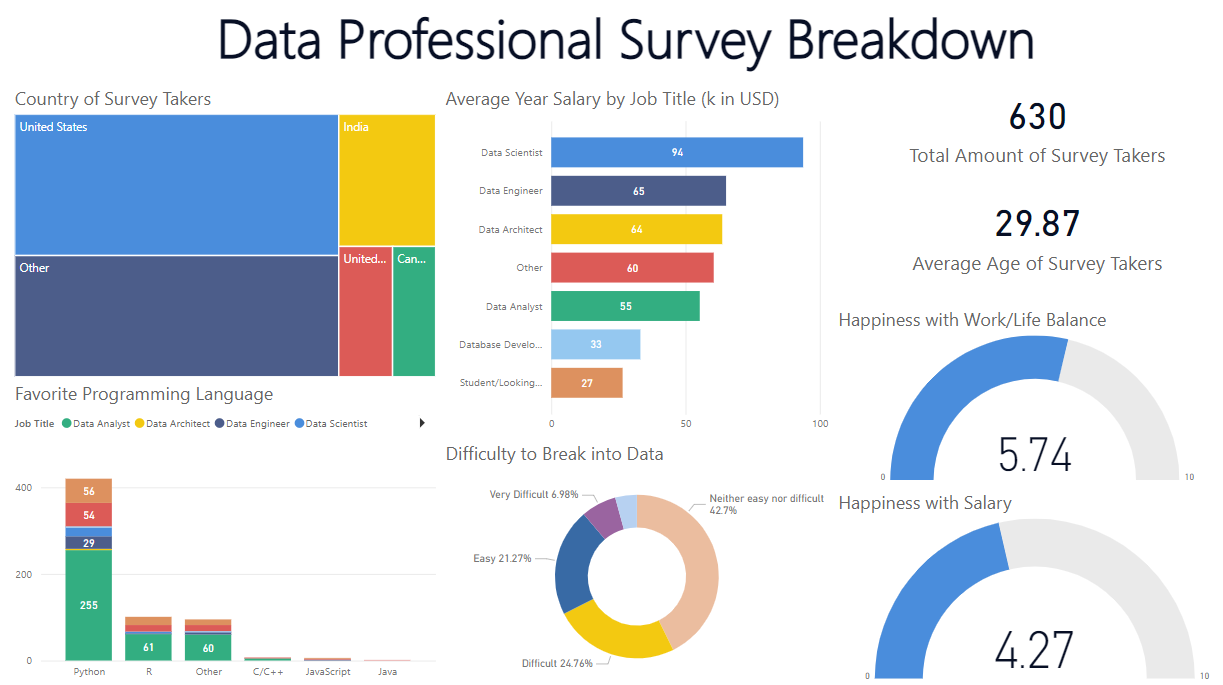 Data Professional Survey Breakdown
Country of Survey Takers
United States
India
Other
United...
Can...
Average Year Salary by Job Title (k in USD)
Data Scientist 94
Data Engineer 65
Data Architect 64
Other 60
Data Analyst 55
Database Develo... 33
Student/Looking... 27
0 50 100
630
Total Amount of Survey Takers
29.87
Average Age of Survey Takers
Happiness with Work/Life Balance
5.74
0 10
Favorite Programming Language
Job Title Data Analyst Data Architect Data Engineer Data Scientist
400
200
0
56
54
29
255
61
60
Python R Other C/C++ JavaScript Java
Difficulty to Break into Data
Very Difficult 6.98%
Neither easy nor difficult
42.7%
Easy 21.27%
Difficult 24.76%
Happiness with Salary
4.27
0 10